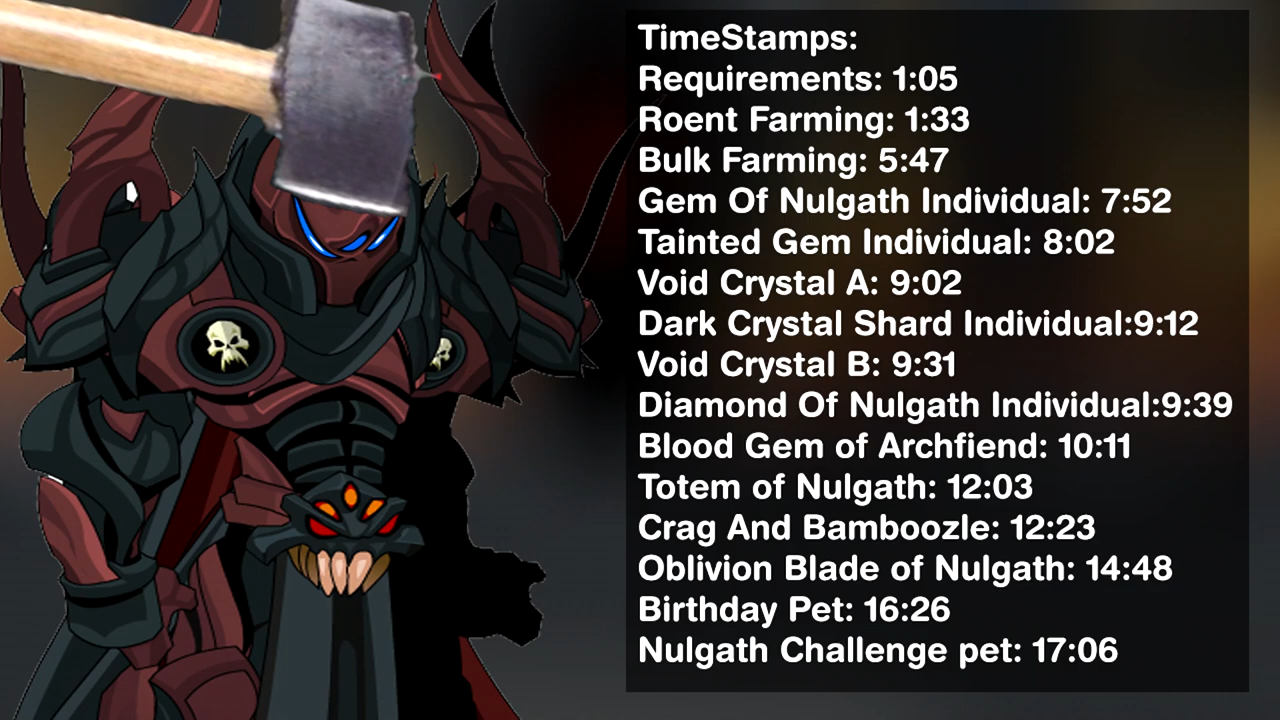 TimeStamps:
Requirements: 1:05
Roent Farming: 1:33
Bulk Farming: 5:47
Gem Of Nulgath Individual: 7:52
Tainted Gem Individual: 8:02
Void Crystal A: 9:02
Dark Crystal Shard Individual:9:12
Void Crystal B: 9:31
Diamond Of Nulgath Individual:9:39
Blood Gem of Archfiend: 10:11
Totem of Nulgath: 12:03
Crag And Bamboozle: 12:23
Oblivion Blade of Nulgath: 14:48
Birthday Pet: 16:26
Nulgath Challenge pet: 17:06